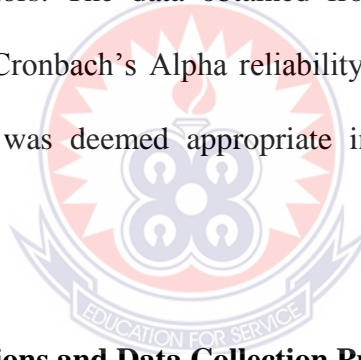 ors. The data obtained fro
Cronbach's Alpha reliability
was deemed appropriate in
EDUCATION FOR SERVICE
ions and Data Collection Pr